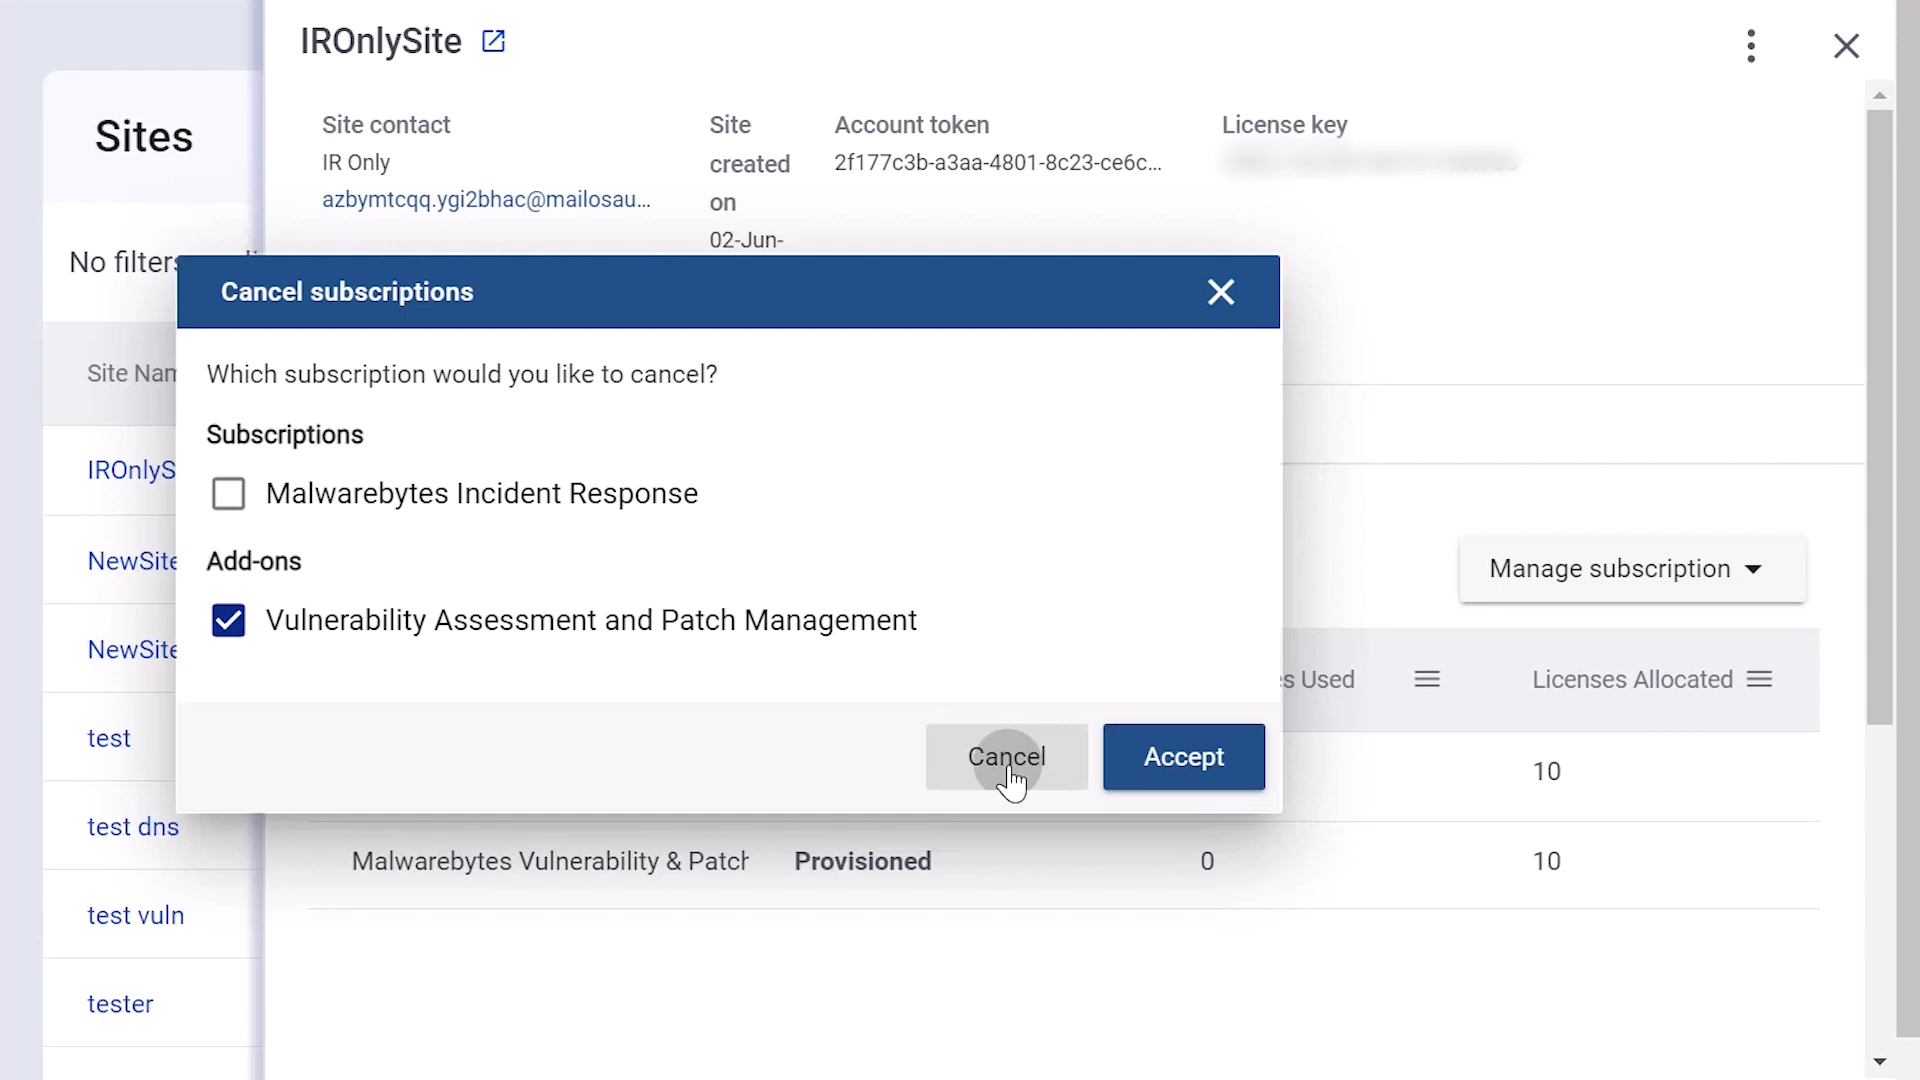 IROnlySite
Sites
Site contact
IR Only
azbymtcqq.ygi2bhac@mailosau...
Site
created
on
02-Jun-
Account token
2f177c3b-a3aa-4801-8c23-ce6c...
License key
No filters
Cancel subscriptions
Which subscription would you like to cancel?
Subscriptions
Malwarebytes Incident Response
Add-ons
Vulnerability Assessment and Patch Management
Cancel
Accept
Site Nam
IROnlyS
NewSite
NewSite
test
test dns
test vuln
tester
Manage subscription
s Used
Licenses Allocated
10
Malwarebytes Vulnerability & Patch
Provisioned
0
10